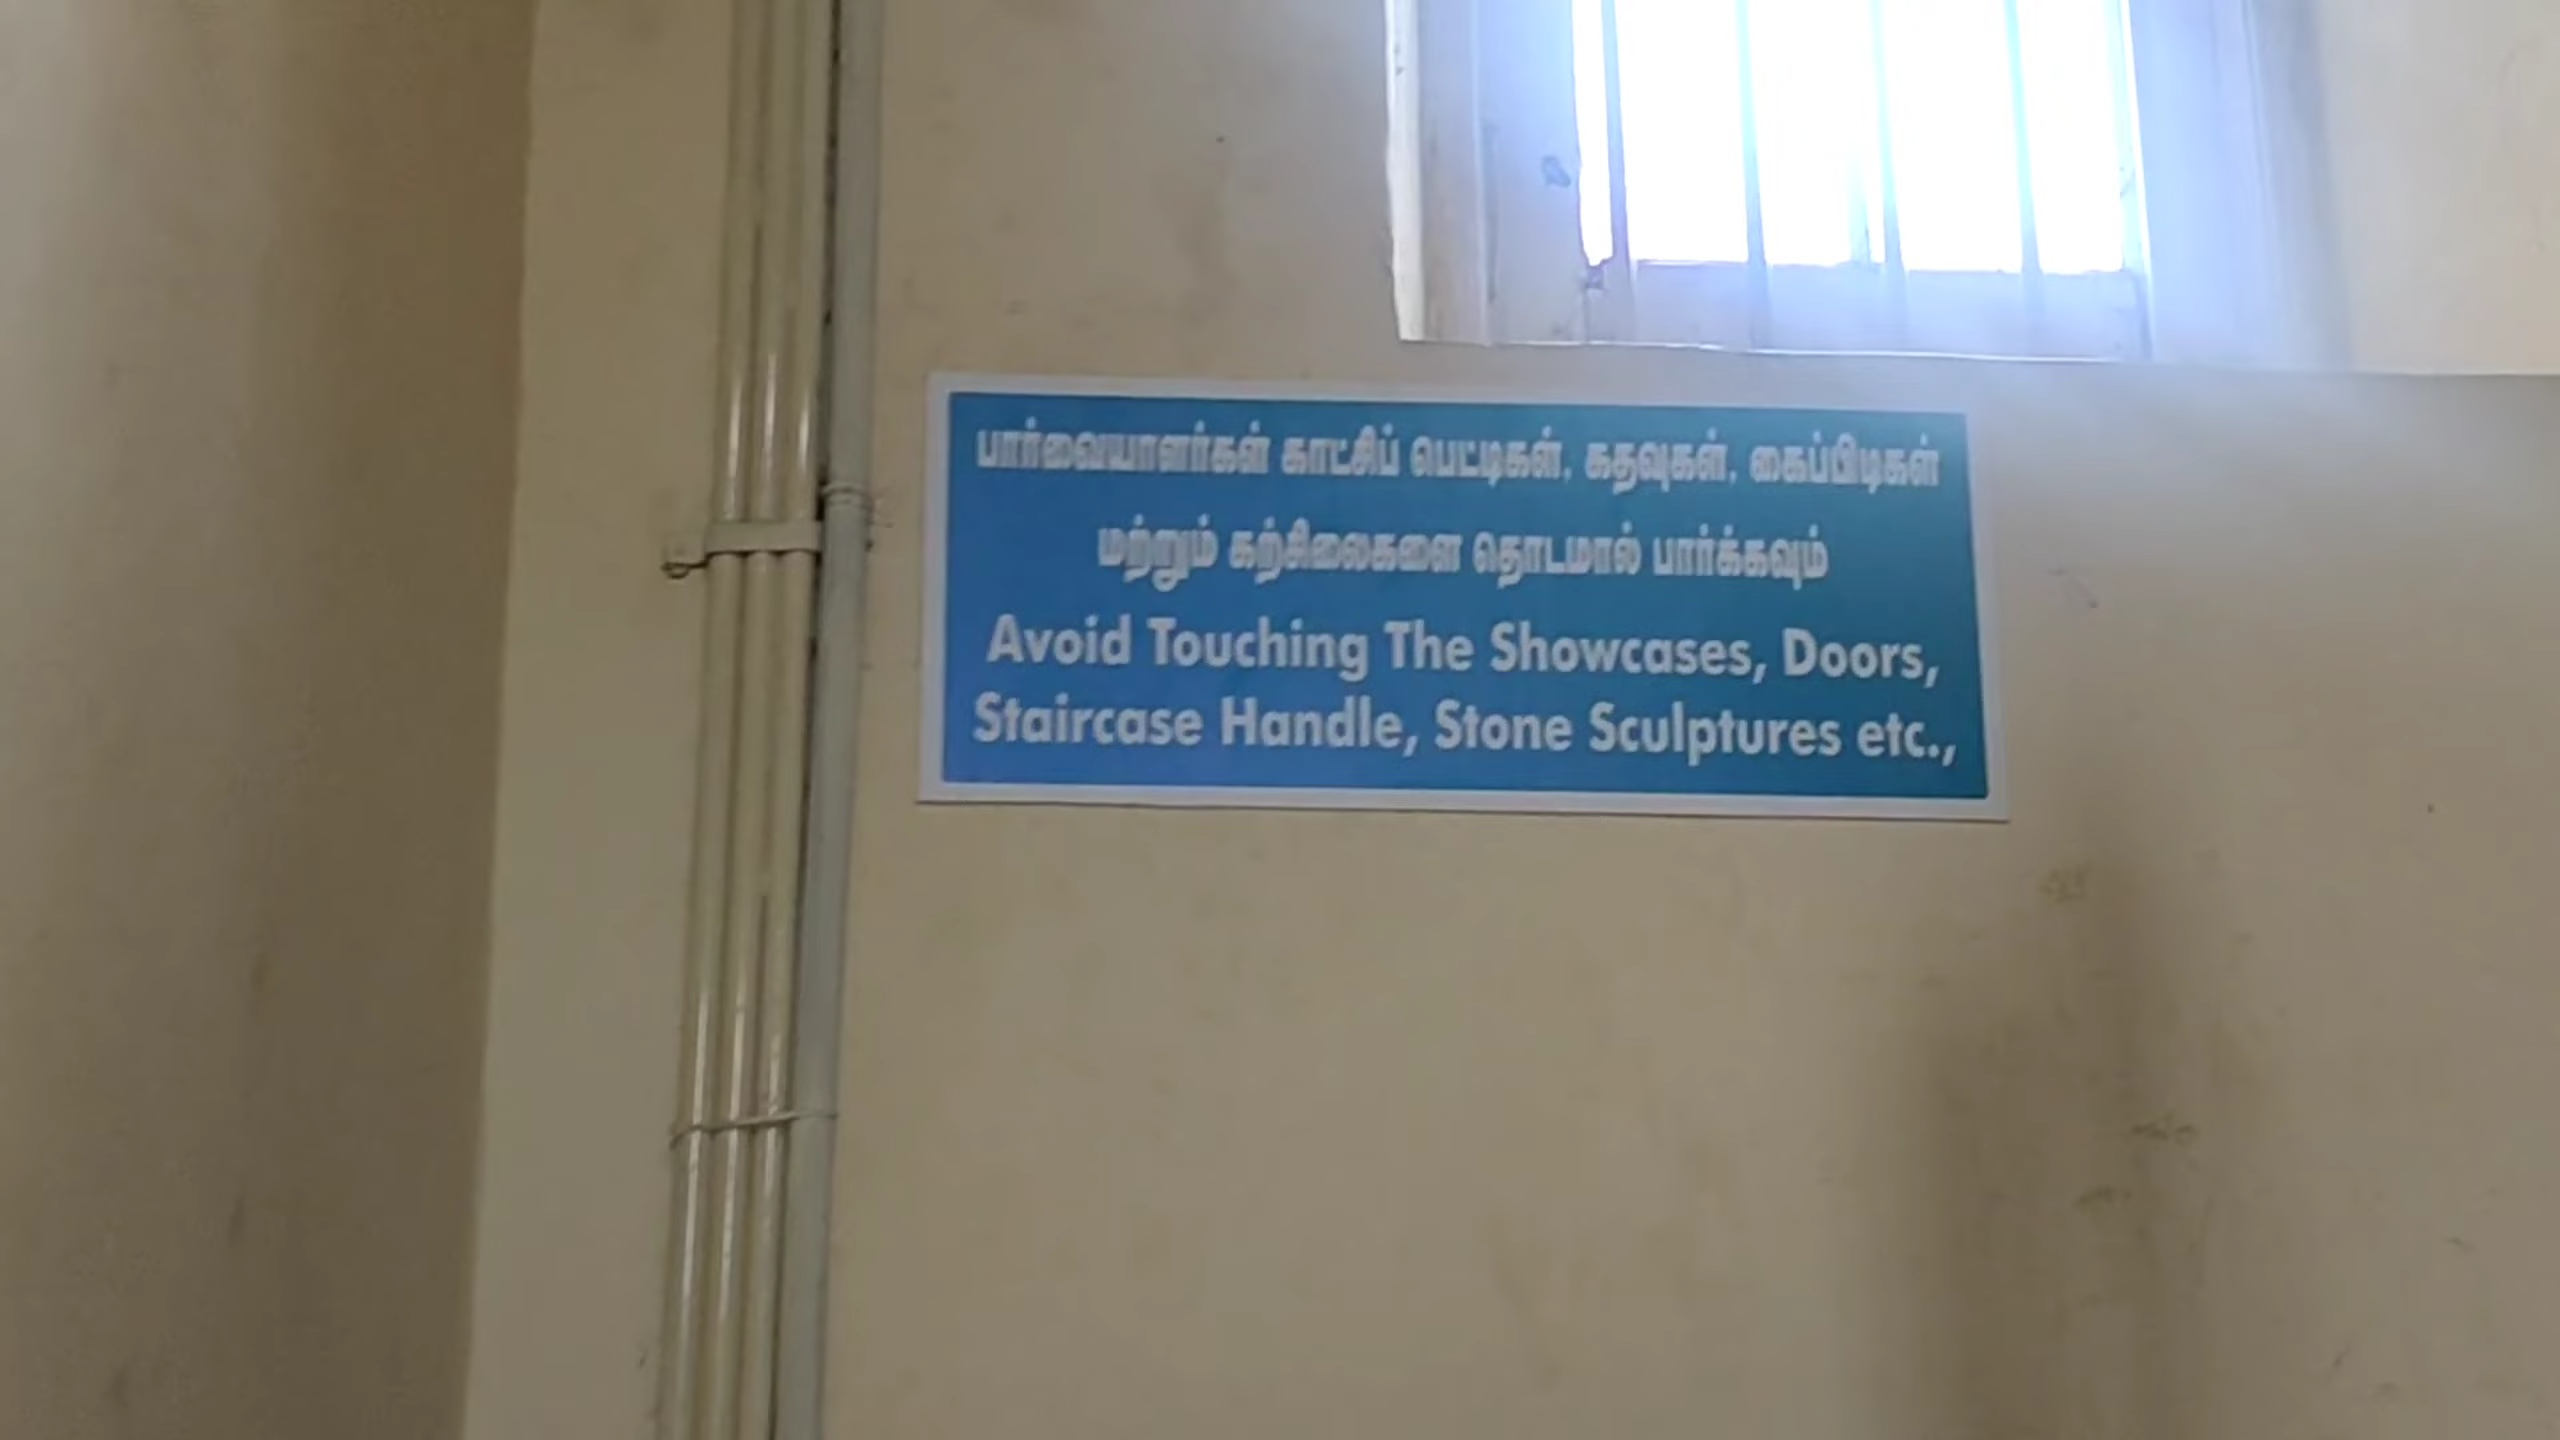 பார்வையாளர்கள் காட்சிப் பெட்டிகள், கதவுகள், கைப்பிடிகள்
மற்றும் கற்சிலைகளை தொடமால் பார்க்கவும்
Avoid Touching The Showcases, Doors,
Staircase Handle, Stone Sculptures etc.,